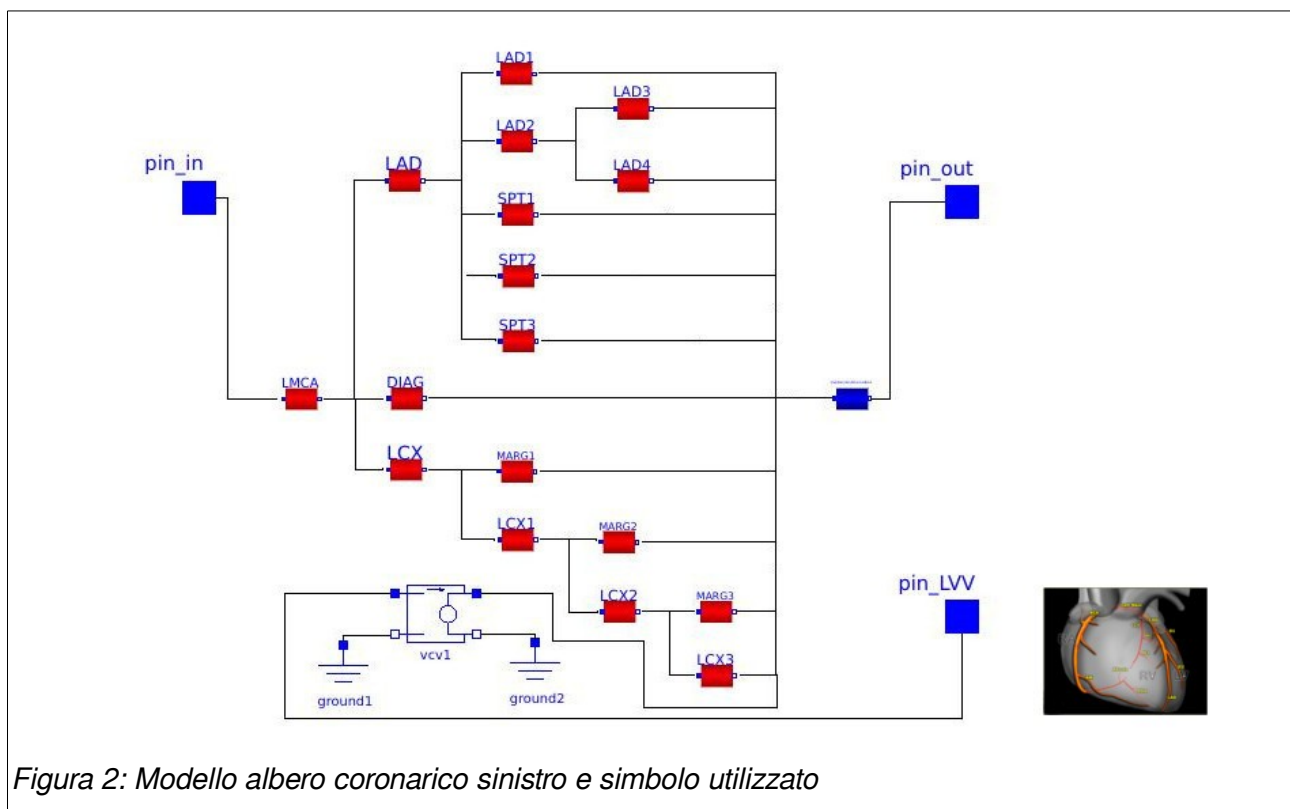 LAD1
LAD3
LAD2
pin_in
LAD
LAD4
pin_out
SPT1
SPT2
SPT3
LMCA
DIAG
LCX
MARG1
LCX1
MARG2
pin_LVV
LCX2
MARG3
vcv1
LCX3
ground1
ground2
RV
Figura 2: Modello albero coronarico sinistro e simbolo utilizzato